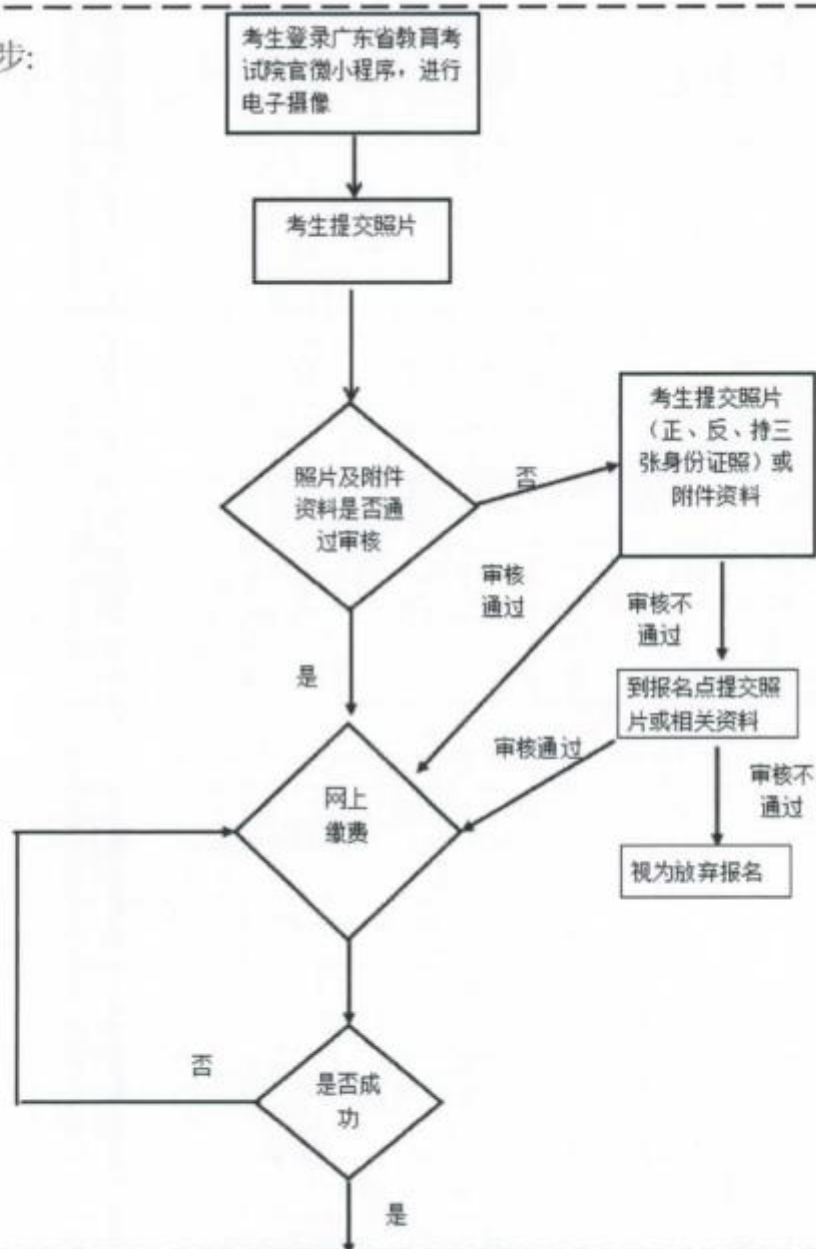 步:
考生登录广东省教育考
试院官微小程序，进行
电子摄像
考生提交照片
照片及附件
资料是否通
过审核
否
考生提交照片
（正、反、持三
张身份证照）或
附件资料
审核
通过
审核不
通过
是
到报名点提交照
片或相关资料
审核通过
审核不
通过
网上
缴费
视为放弃报名
否
是否成
功
是